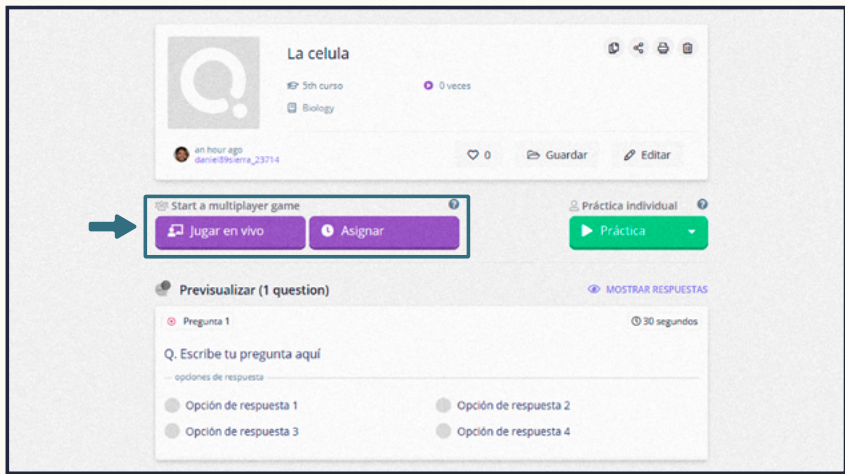 La celula
5th curso
0 veces
Biology
an hour ago
daniel89sierra_23714
0
Guardar
Editar
Start a multiplayer game
Práctica individual
Jugar en vivo
Asignar
Práctica
Previsualizar (1 question)
MOSTRAR RESPUESTAS
Pregunta 1
30 segundos
Q. Escribe tu pregunta aquí
opciones de respuesta
Opción de respuesta 1
Opción de respuesta 2
Opción de respuesta 3
Opción de respuesta 4